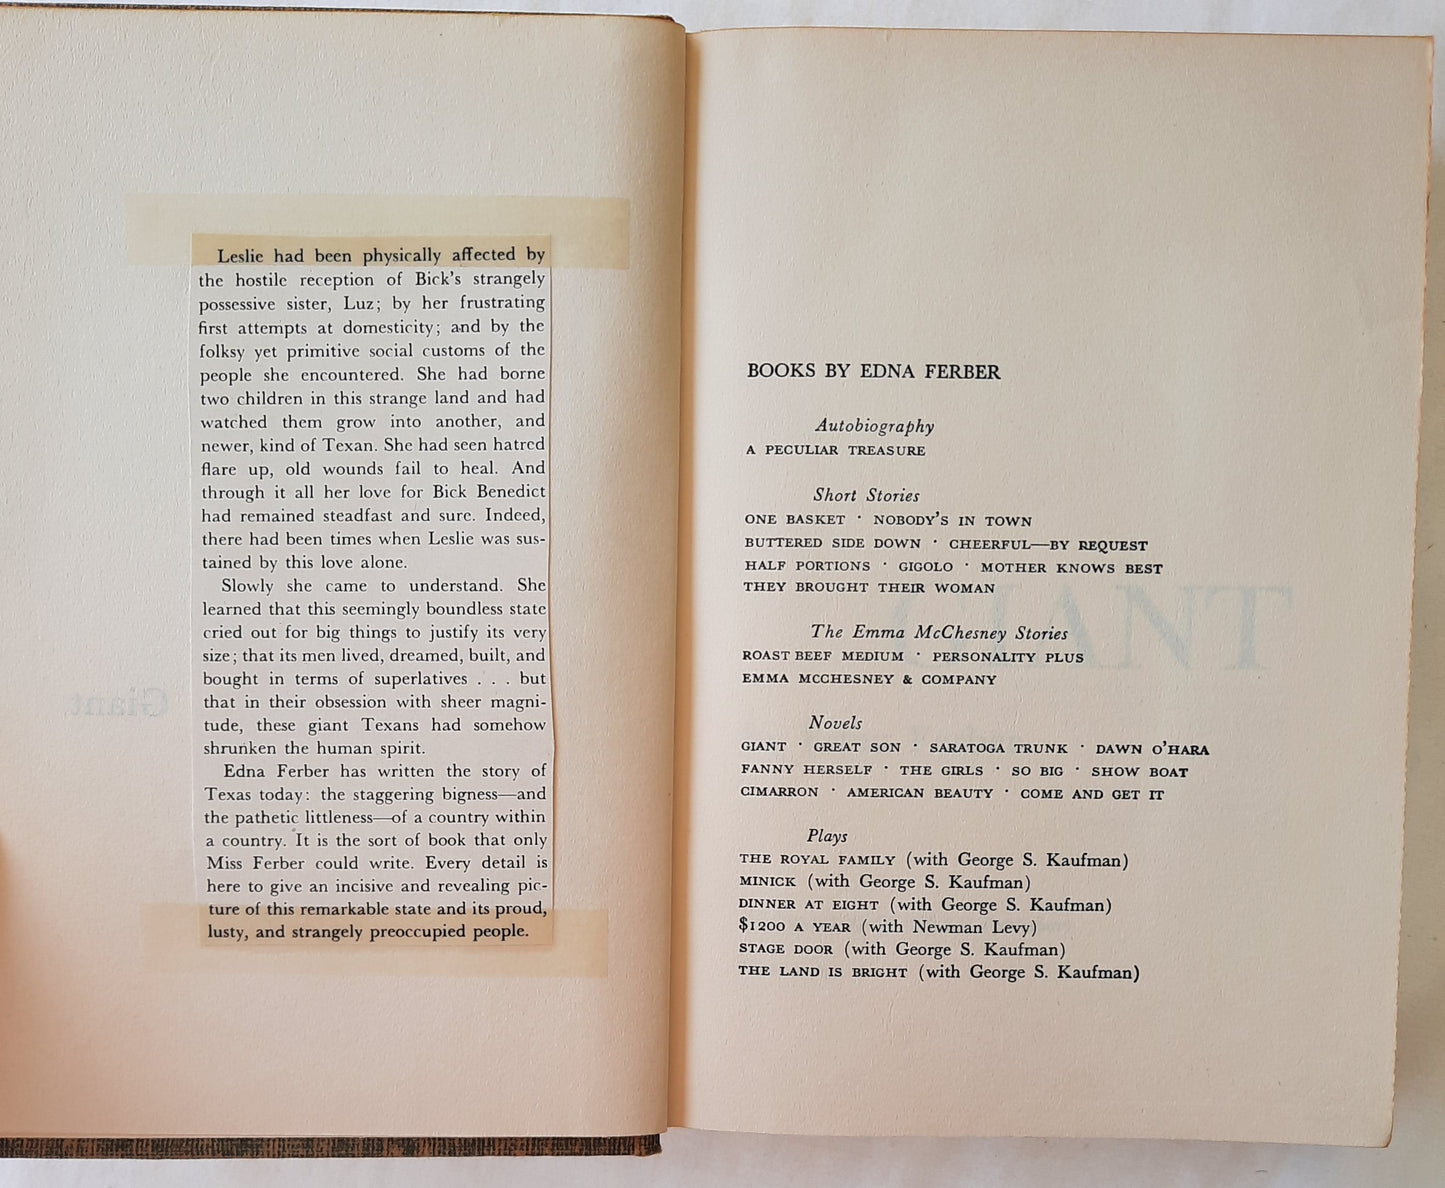 Leslie had been physically affected by
the hostile reception of Bick's strangely
possessive sister, Luz; by her frustrating
first attempts at domesticity; and by the
folksy yet primitive social customs of the
people she encountered. She had borne
two children in this strange land and had
watched them grow into another, and
newer, kind of Texan. She had seen hatred
flare up, old wounds fail to heal. And
through it all her love for Bick Benedict
had remained steadfast and sure. Indeed,
there had been times when Leslie was sus-
tained by this love alone.
Slowly she came to understand. She
learned that this seemingly boundless state
cried out for big things to justify its very
size; that its men lived, dreamed, built, and
bought in terms of superlatives . . . but
that in their obsession with sheer magni-
tude, these giant Texans had somehow
shrunken the human spirit.
Edna Ferber has written the story of
Texas today: the staggering bigness—and
the pathetic littleness—of a country within
a country. It is the sort of book that only
Miss Ferber could write. Every detail is
here to give an incisive and revealing pic-
ture of this remarkable state and its proud,
lusty, and strangely preoccupied people.
Giant
BOOKS BY EDNA FERBER
Autobiography
A PECULIAR TREASURE
Short Stories
ONE BASKET · NOBODY'S IN TOWN
BUTTERED SIDE DOWN · CHEERFUL—BY REQUEST
HALF PORTIONS · GIGOLO · MOTHER KNOWS BEST
THEY BROUGHT THEIR WOMAN
The Emma McChesney Stories
ROAST BEEF MEDIUM · PERSONALITY PLUS
EMMA MCCHESNEY & COMPANY
Novels
GIANT · GREAT SON · SARATOGA TRUNK · DAWN O'HARA
FANNY HERSELF · THE GIRLS · SO BIG · SHOW BOAT
CIMARRON · AMERICAN BEAUTY · COME AND GET IT
Plays
THE ROYAL FAMILY (with George S. Kaufman)
MINICK (with George S. Kaufman)
DINNER AT EIGHT (with George S. Kaufman)
$1200 A YEAR (with Newman Levy)
STAGE DOOR (with George S. Kaufman)
THE LAND IS BRIGHT (with George S. Kaufman)
GIANT